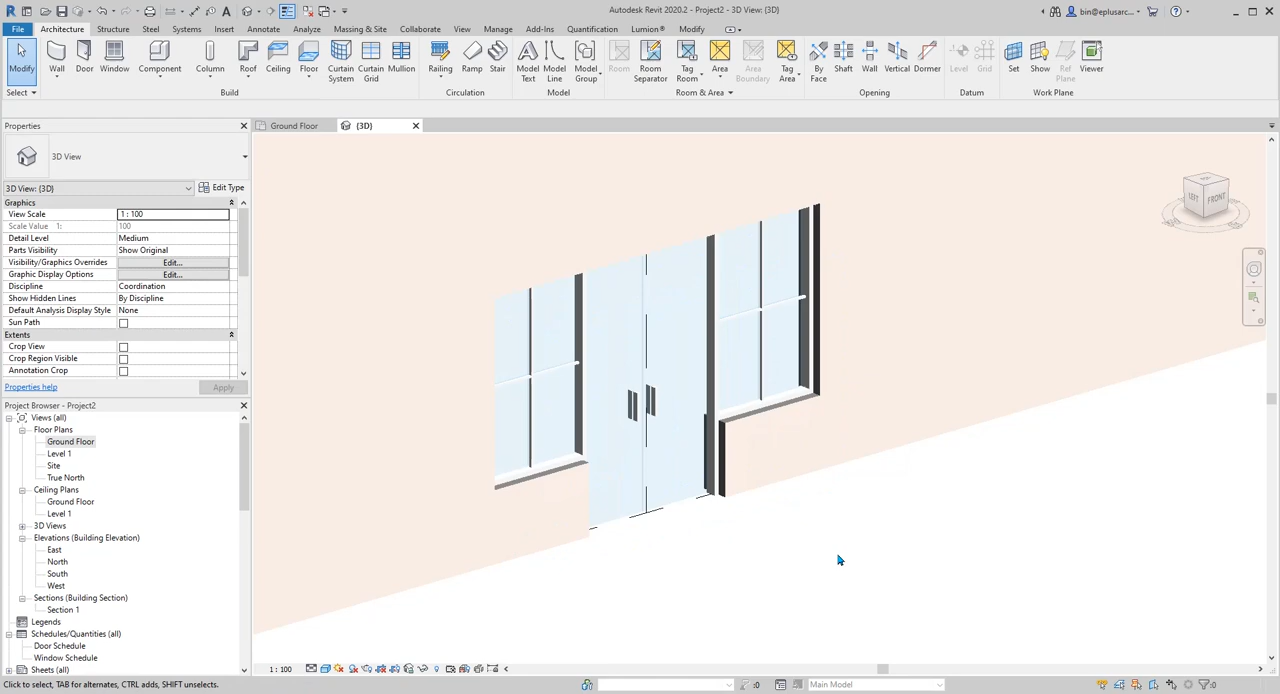 Autodesk Revit 2020.2 - Project2 - 3D View: {3D}
bin@eplusarc...
File Architecture Structure Steel Systems Insert Annotate Analyze Massing & Site Collaborate View Manage Add-Ins Quantification Lumion® Modify
Modify Wall Door Window Component Column Roof Ceiling Floor Curtain System Curtain Grid Mullion Railing Ramp Stair Model Text Model Line Model Group Room Room Separator Tag Room Area Area Boundary Tag Area By Face Shaft Wall Vertical Dormer Level Grid Set Show Ref Plane Viewer
Select Build Circulation Model Room & Area Opening Datum Work Plane
Properties
Ground Floor {3D}
3D View
3D View: {3D} Edit Type
Graphics
View Scale 1 : 100
Scale Value 1: 100
Detail Level Medium
Parts Visibility Show Original
Visibility/Graphics Overrides Edit...
Graphic Display Options Edit...
Discipline Coordination
Show Hidden Lines By Discipline
Default Analysis Display Style None
Sun Path
Extents
Crop View
Crop Region Visible
Annotation Crop
Properties help Apply
Project Browser - Project2
Views (all)
Floor Plans
Ground Floor
Level 1
Site
True North
Ceiling Plans
Ground Floor
Level 1
3D Views
Elevations (Building Elevation)
East
North
South
West
Sections (Building Section)
Section 1
Legends
Schedules/Quantities (all)
Door Schedule
Window Schedule
Sheets (all)
LEFT FRONT
1 : 100
Click to select, TAB for alternates, CTRL adds, SHIFT unselects. :0 Main Model :0